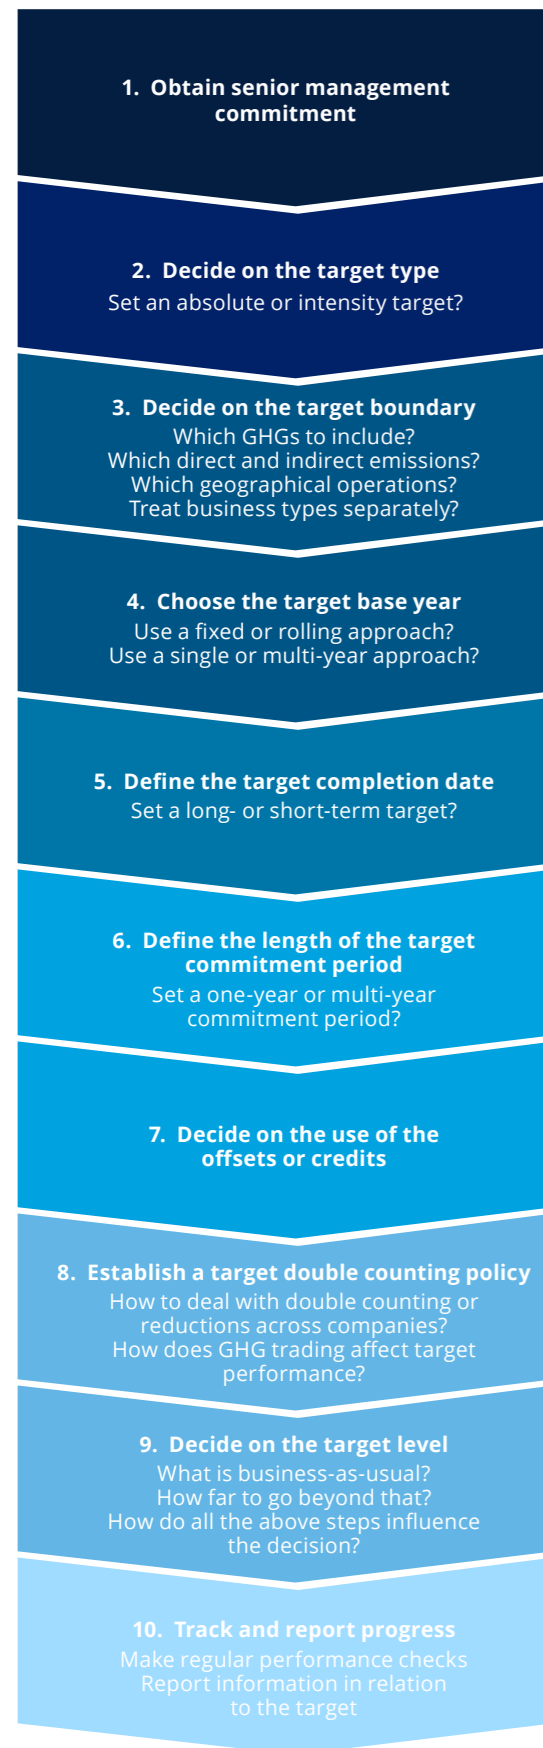 1. Obtain senior management
commitment
2. Decide on the target type
Set an absolute or intensity target?
3. Decide on the target boundary
Which GHGs to include?
Which direct and indirect emissions?
Which geographical operations?
Treat business types separately?
4. Choose the target base year
Use a fixed or rolling approach?
Use a single or multi-year approach?
5. Define the target completion date
Set a long- or short-term target?
6. Define the length of the target
commitment period
Set a one-year or multi-year
commitment period?
7. Decide on the use of the
offsets or credits
8. Establish a target double counting policy
How to deal with double counting or
reductions across companies?
How does GHG trading affect target
performance?
9. Decide on the target level
What is business-as-usual?
How far to go beyond that?
How do all the above steps influence
the decision?
10. Track and report progress
Make regular performance checks
Report information in relation
to the target